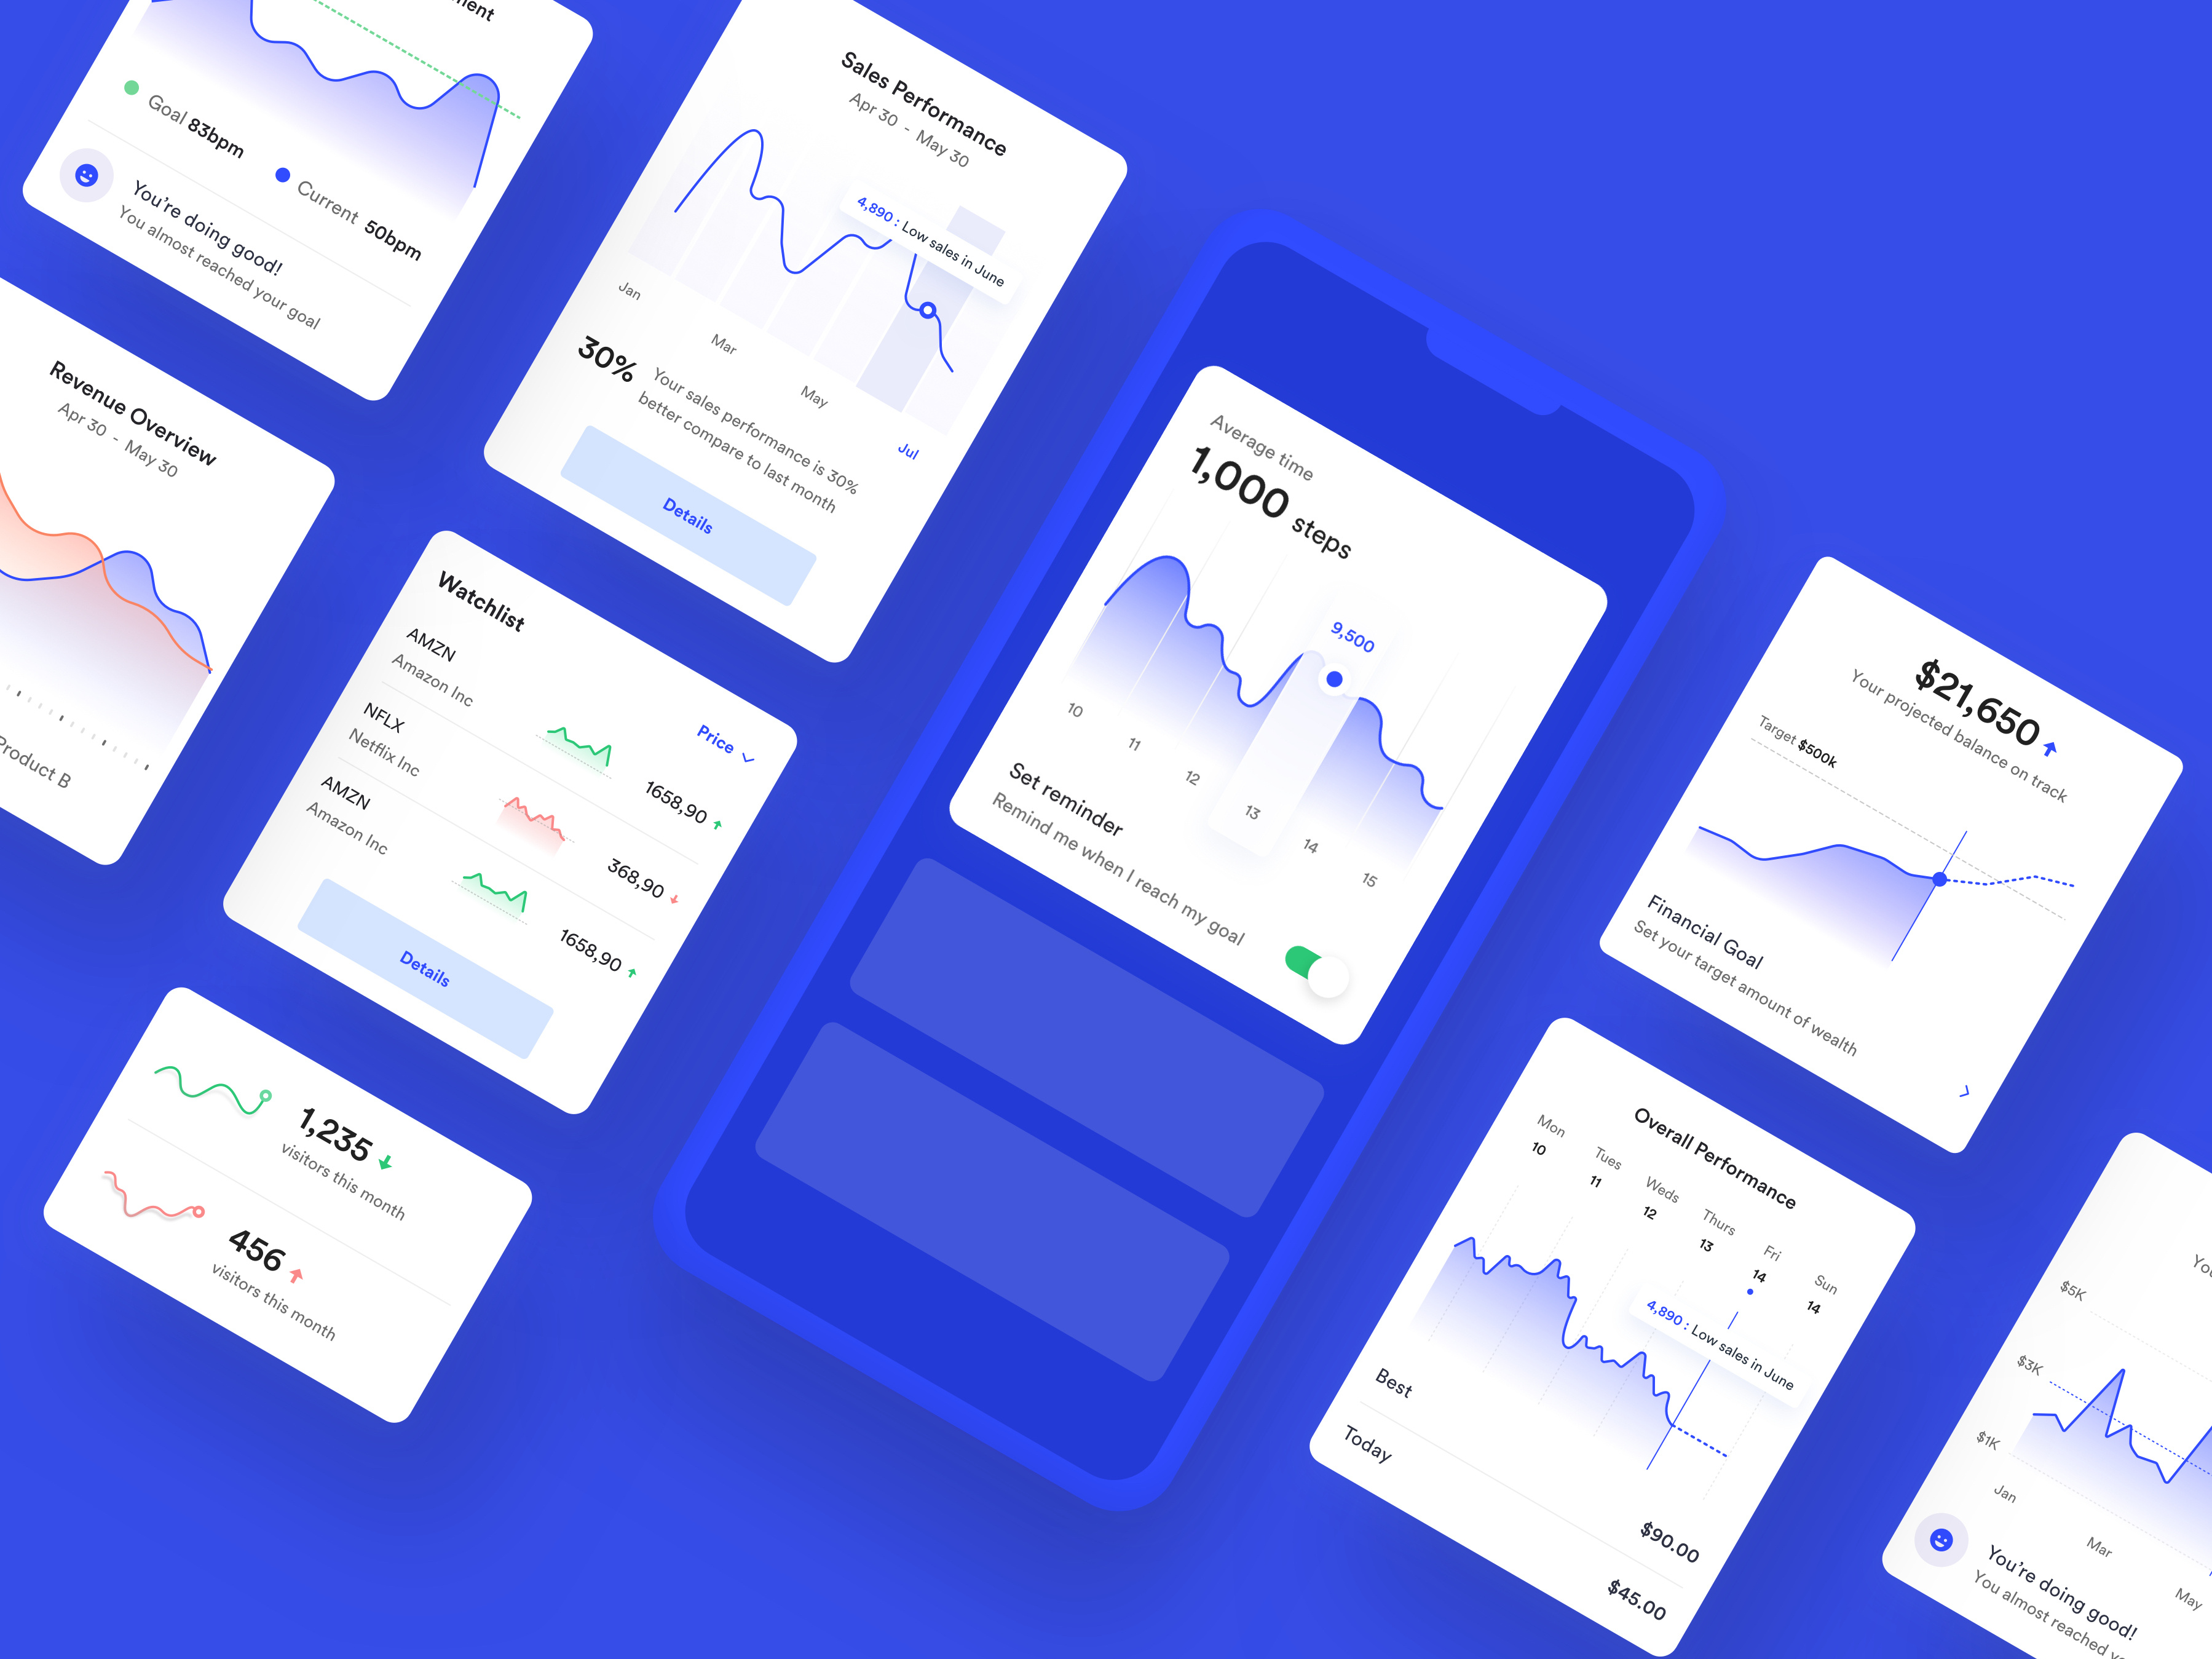 Goal 83bpm
Current 50bpm
You're doing good!
You almost reached your goal
Sales Performance
Apr 30 - May 30
4,890 : Low sales in June
Jan
Mar
May
Jul
30%
Your sales performance is 30%
better compare to last month
Details
Revenue Overview
Apr 30 - May 30
Product B
Watchlist
Price
AMZN
Amazon Inc
1658,90
NFLX
Netflix Inc
368,90
AMZN
Amazon Inc
1658,90
Details
1,235
visitors this month
456
visitors this month
Average time
1,000 steps
9,500
10
11
12
13
14
15
Set reminder
Remind me when I reach my goal
$21,650
Your projected balance on track
Target $500k
Financial Goal
Set your target amount of wealth
Overall Performance
Mon
Tues
Weds
Thurs
Fri
Sun
10
11
12
13
14
14
4,890 : Low sales in June
Best
$90.00
Today
$45.00
$5K
$3K
$1K
Jan
Mar
May
You're doing good!
You almost reached